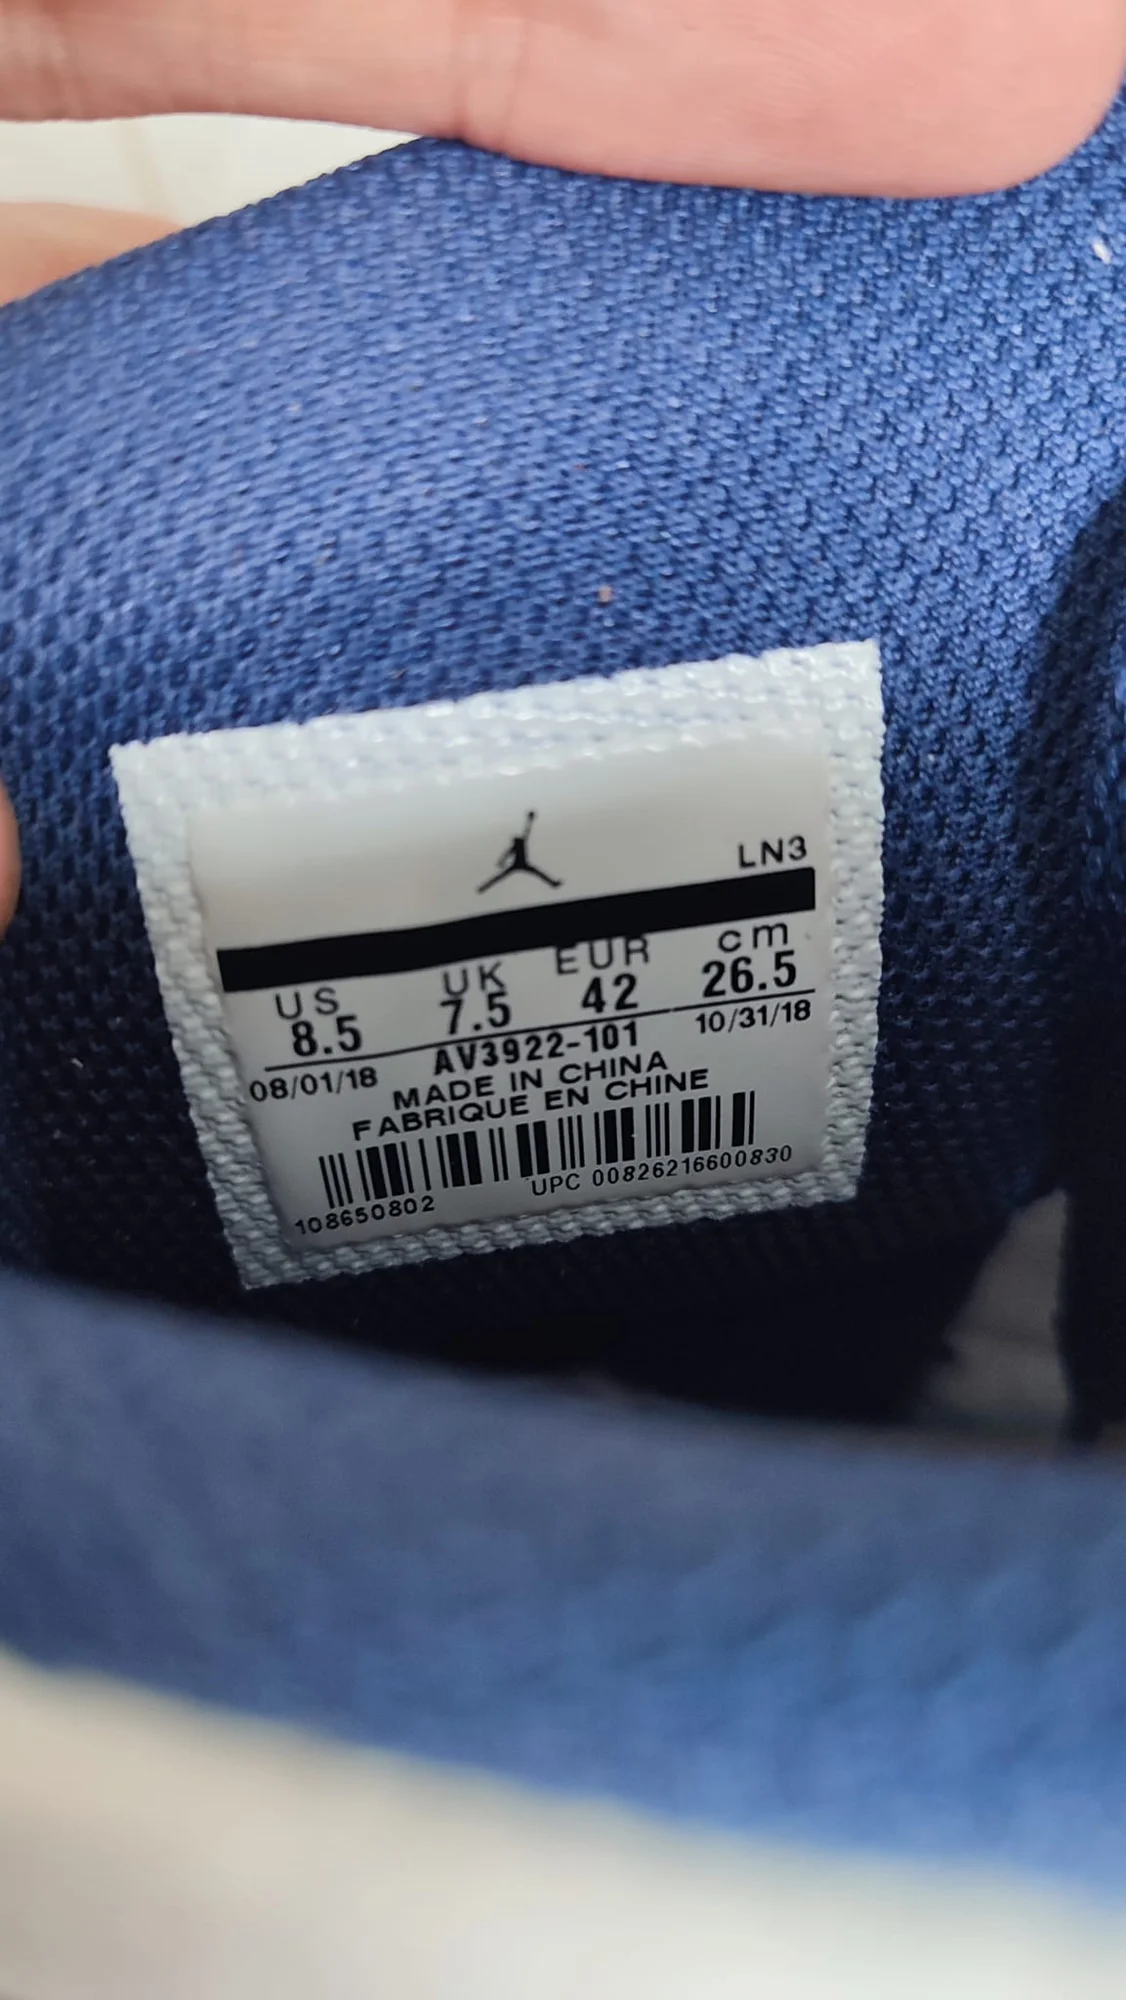 LN3
US UK EUR cm
8.5 7.5 42 26.5
08/01/18 AV3922-101 10/31/18
MADE IN CHINA
FABRIQUE EN CHINE
108650802 UPC 00826216600830